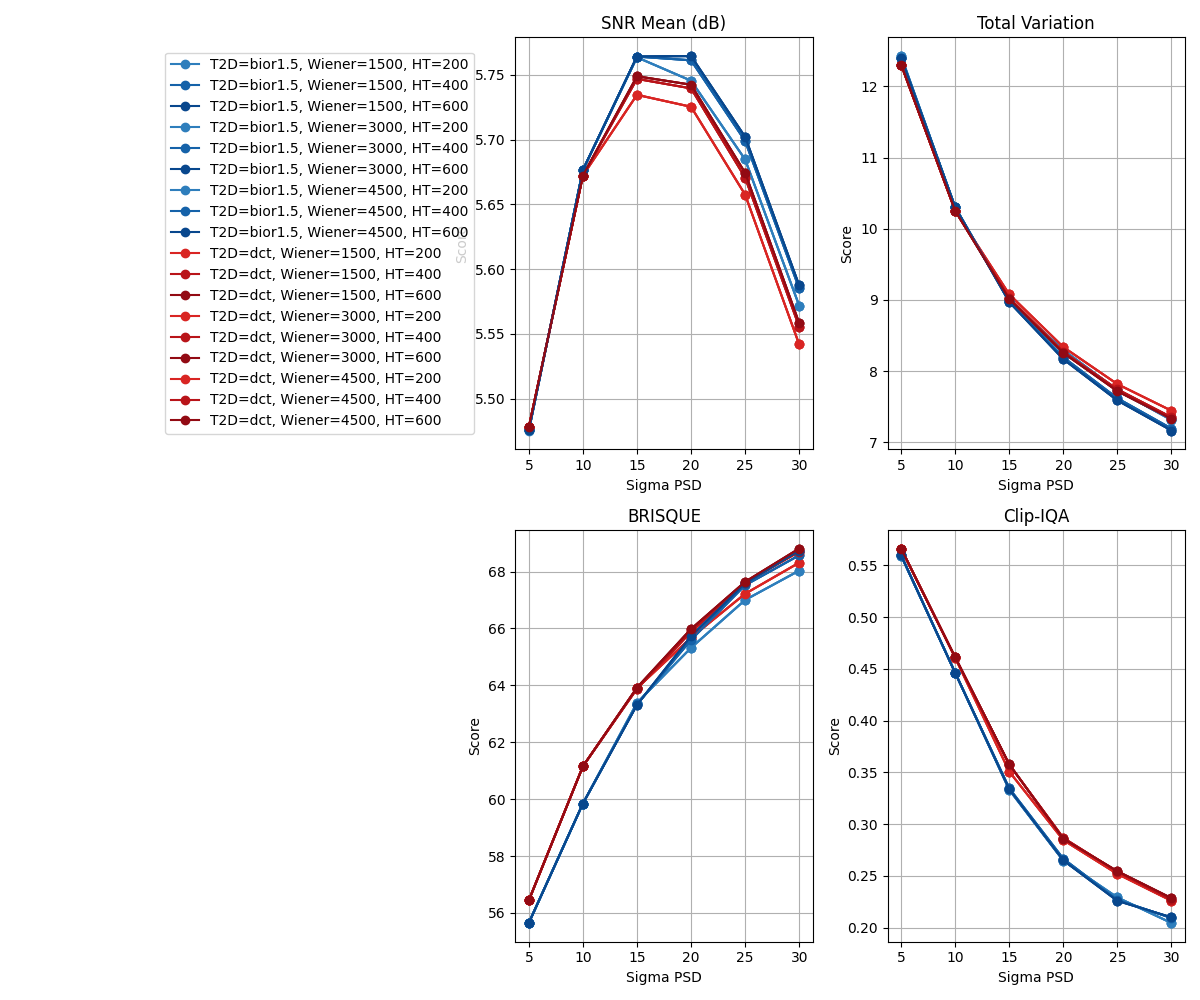 SNR Mean (dB)
Total Variation
T2D=bior1.5, Wiener=1500, HT=200
T2D=bior1.5, Wiener=1500, HT=400
T2D=bior1.5, Wiener=1500, HT=600
T2D=bior1.5, Wiener=3000, HT=200
T2D=bior1.5, Wiener=3000, HT=400
T2D=bior1.5, Wiener=3000, HT=600
T2D=bior1.5, Wiener=4500, HT=200
T2D=bior1.5, Wiener=4500, HT=400
T2D=bior1.5, Wiener=4500, HT=600
T2D=dct, Wiener=1500, HT=200
T2D=dct, Wiener=1500, HT=400
T2D=dct, Wiener=1500, HT=600
T2D=dct, Wiener=3000, HT=200
T2D=dct, Wiener=3000, HT=400
T2D=dct, Wiener=3000, HT=600
T2D=dct, Wiener=4500, HT=200
T2D=dct, Wiener=4500, HT=400
T2D=dct, Wiener=4500, HT=600
Score
5.75
5.70
5.65
5.60
5.55
5.50
5 10 15 20 25 30
Sigma PSD
Score
12
11
10
9
8
7
5 10 15 20 25 30
Sigma PSD
BRISQUE
Score
68
66
64
62
60
58
56
5 10 15 20 25 30
Sigma PSD
Clip-IQA
Score
0.55
0.50
0.45
0.40
0.35
0.30
0.25
0.20
5 10 15 20 25 30
Sigma PSD